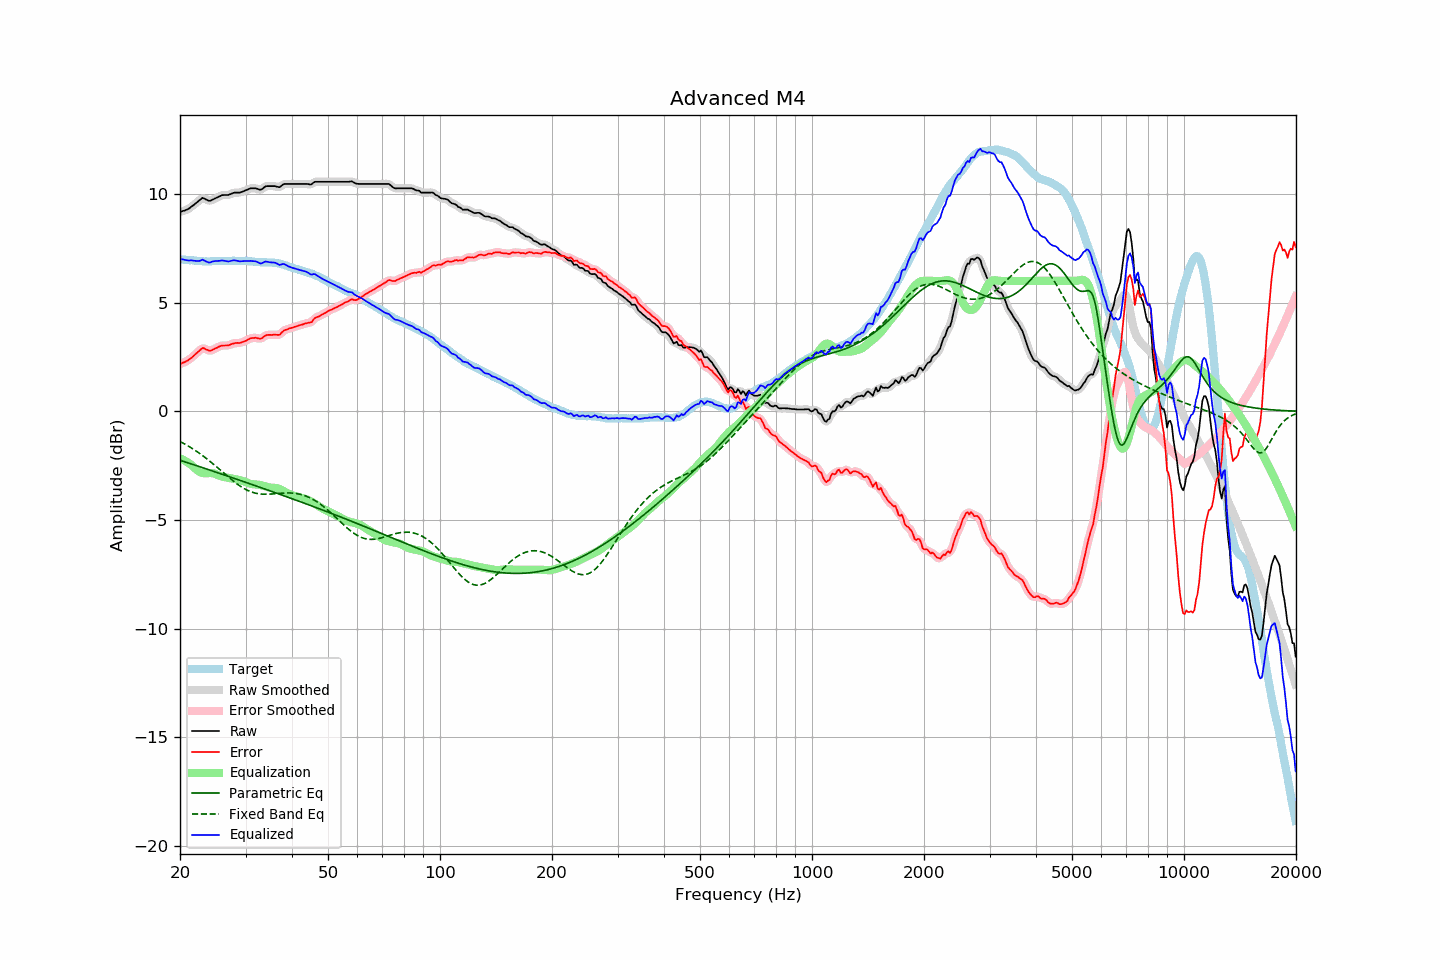 Advanced M4
Amplitude (dBr)
10
5
0
−5
−10
−15
−20
Target
Raw Smoothed
Error Smoothed
Raw
Error
Equalization
Parametric Eq
Fixed Band Eq
Equalized
20 50 100 200 500 1000 2000 5000 10000 20000
Frequency (Hz)